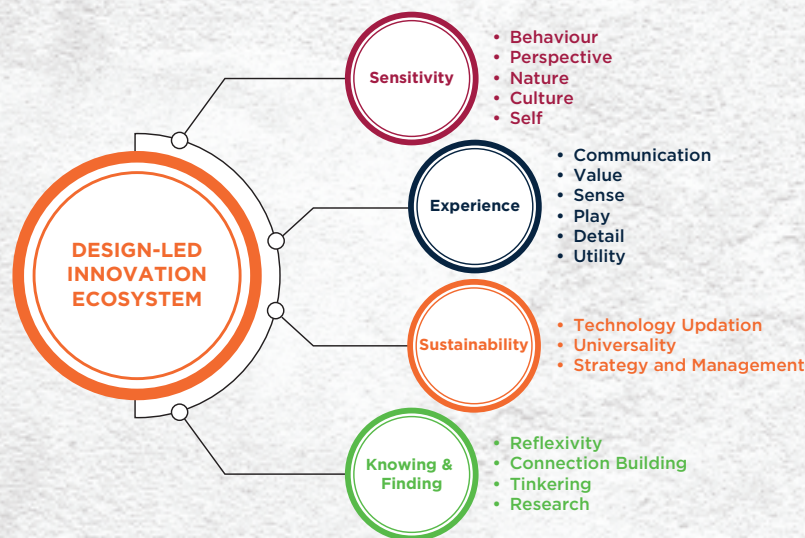 DESIGN-LED
INNOVATION
ECOSYSTEM
Sensitivity
• Behaviour
• Perspective
• Nature
• Culture
• Self
Experience
• Communication
• Value
• Sense
• Play
• Detail
• Utility
Sustainability
• Technology Updation
• Universality
• Strategy and Management
Knowing &
Finding
• Reflexivity
• Connection Building
• Tinkering
• Research